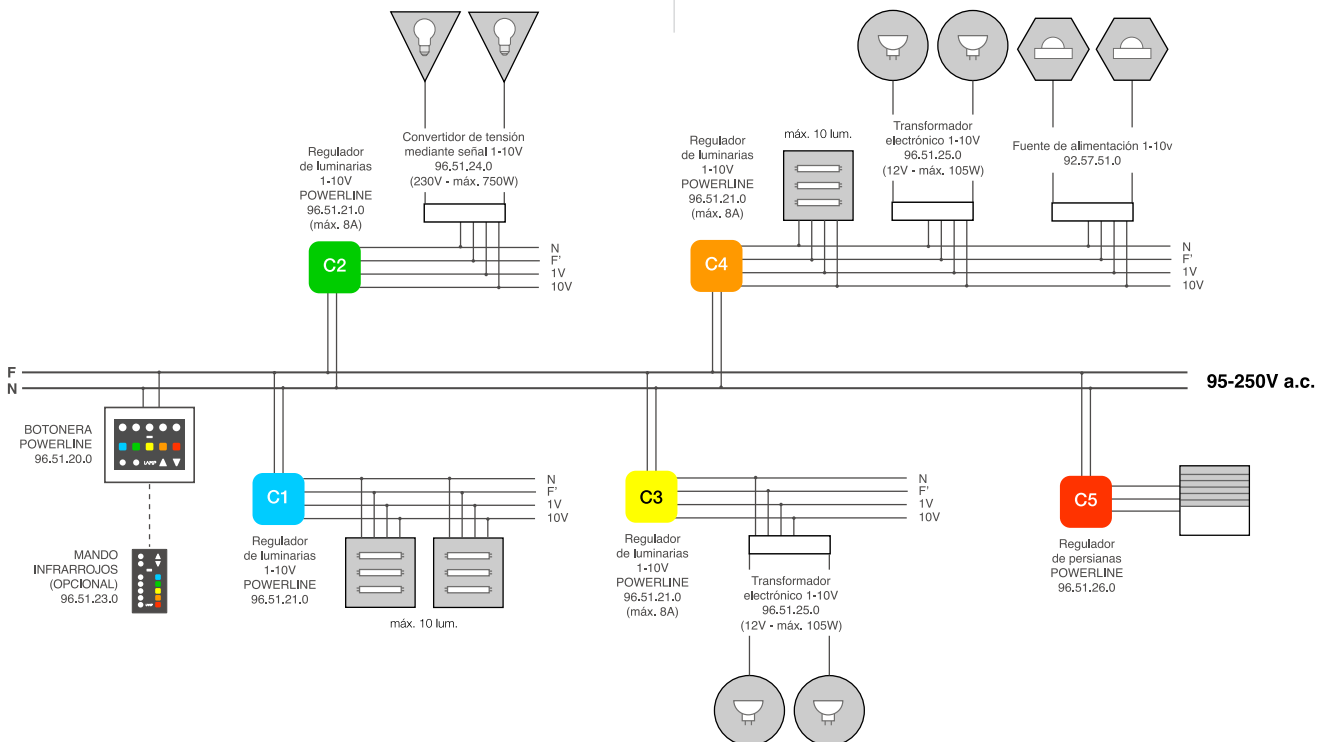 Convertidor de tensión
mediante señal 1-10V
96.51.24.0
(230V - máx. 750W)
Regulador
de luminarias
1-10V
POWERLINE
96.51.21.0
(máx. 8A)
C2
N
F'
1V
10V
Regulador
de luminarias
1-10V
POWERLINE
96.51.21.0
(máx. 8A)
máx. 10 lum.
Transformador
electrónico 1-10V
96.51.25.0
(12V - máx. 105W)
Fuente de alimentación 1-10v
92.57.51.0
C4
N
F'
1V
10V
F
N
95-250V a.c.
BOTONERA
POWERLINE
96.51.20.0
LAMP
MANDO
INFRARROJOS
(OPCIONAL)
96.51.23.0
LAMP
C1
N
F'
1V
10V
Regulador
de luminarias
1-10V
POWERLINE
96.51.21.0
máx. 10 lum.
C3
N
F'
1V
10V
Regulador
de luminarias
1-10V
POWERLINE
96.51.21.0
(máx. 8A)
Transformador
electrónico 1-10V
96.51.25.0
(12V - máx. 105W)
C5
Regulador
de persianas
POWERLINE
96.51.26.0